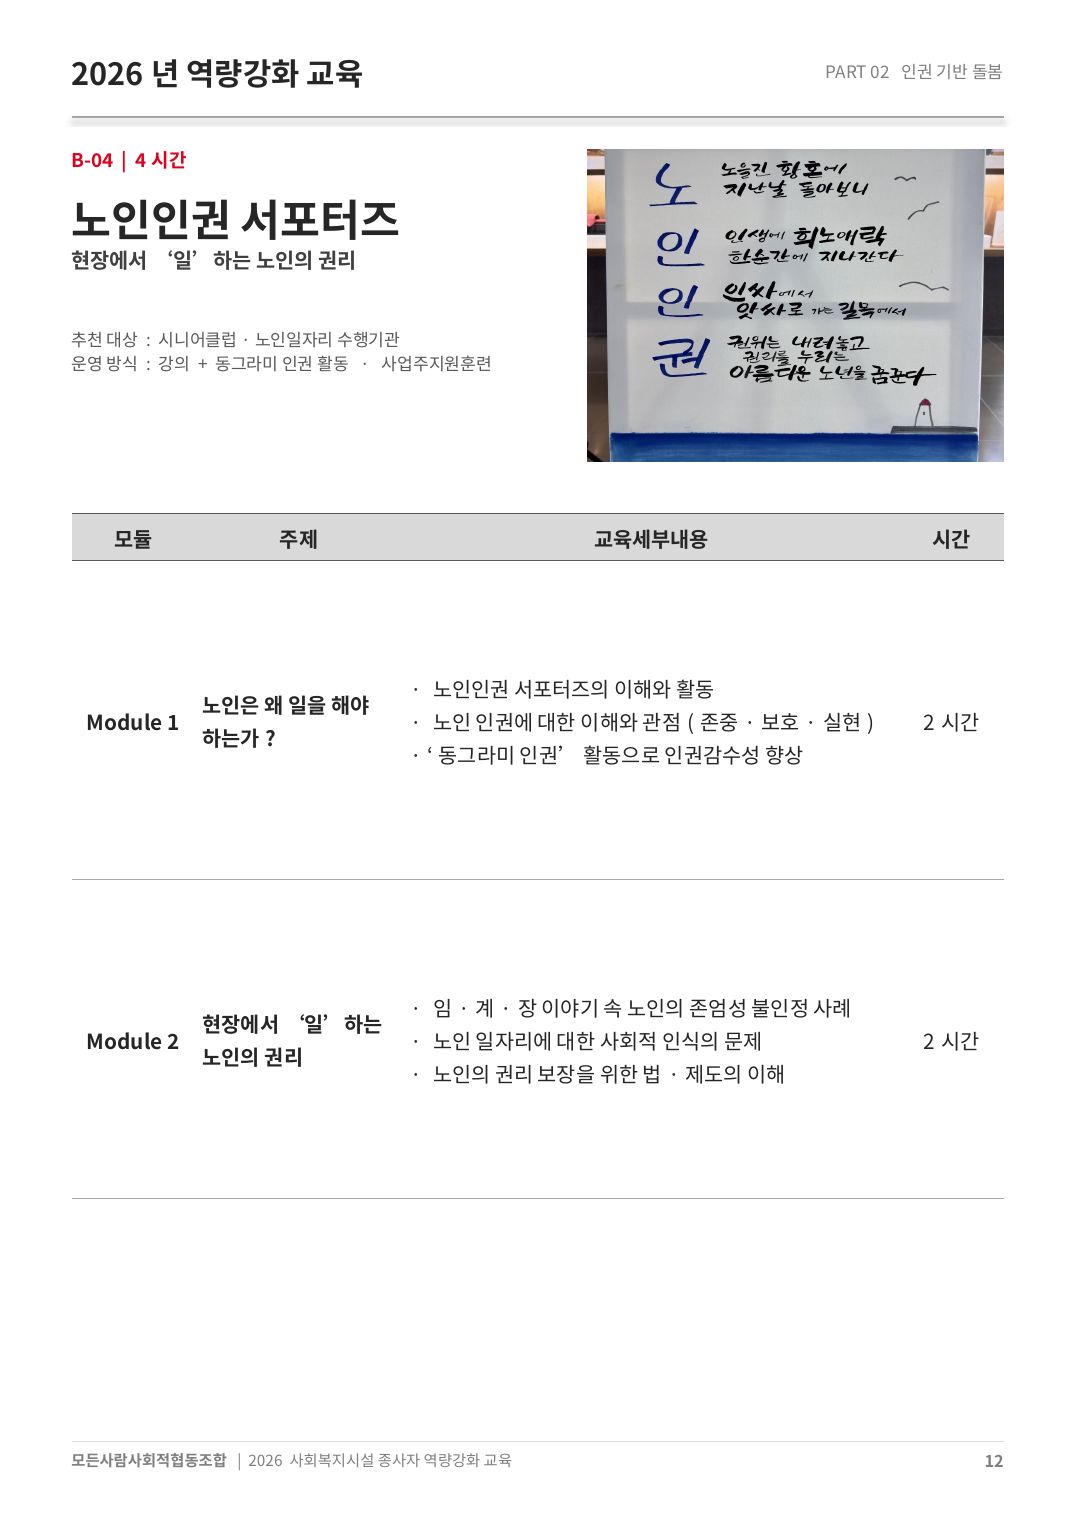 2026 년 역량강화 교육
PART 02 인권 기반 돌봄
B-04 | 4 시간
노인인권 서포터즈
현장에서 ‘일’ 하는 노인의 권리
추천 대상 : 시니어클럽 · 노인일자리 수행기관
운영 방식 : 강의 + 동그라미 인권 활동 · 사업주지원훈련
노 노을진 황혼에
지난날 돌아보니
인 인생에 희노애락
한순간에 지나간다
인 인싸에서
앗싸로 가는 길목에서
권 권위는 내려놓고
권리를 누리는
아름다운 노년을 꿈꾼다
모듈 주제 교육세부내용 시간
Module 1
노인은 왜 일을 해야
하는가 ?
· 노인인권 서포터즈의 이해와 활동
· 노인 인권에 대한 이해와 관점 ( 존중 · 보호 · 실현 )
· ‘ 동그라미 인권’ 활동으로 인권감수성 향상
2 시간
Module 2
현장에서 ‘일’ 하는
노인의 권리
· 임 · 계 · 장 이야기 속 노인의 존엄성 불인정 사례
· 노인 일자리에 대한 사회적 인식의 문제
· 노인의 권리 보장을 위한 법 · 제도의 이해
2 시간
모든사람사회적협동조합 | 2026 사회복지시설 종사자 역량강화 교육
12